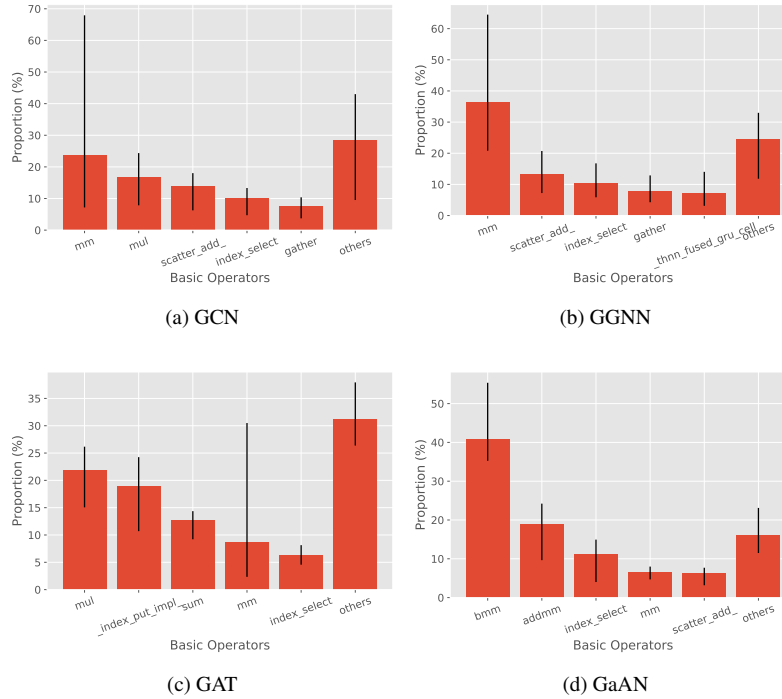 70
60
50
40
30
20
10
0
Proportion (%)
mm
mul
scatter_add_
index_select
gather
others
Basic Operators
(a) GCN
60
50
40
30
20
10
0
Proportion (%)
mm
scatter_add_
index_select
gather
_thnn_fused_gru_cell
others
Basic Operators
(b) GGNN
35
30
25
20
15
10
5
0
Proportion (%)
mul
_index_put_impl_
sum
mm
index_select
others
Basic Operators
(c) GAT
50
40
30
20
10
0
Proportion (%)
bmm
addmm
index_select
mm
scatter_add_
others
Basic Operators
(d) GaAN